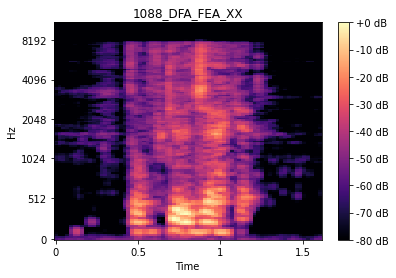 1088_DFA_FEA_XX
+0 dB
8192
-10 dB
4096
-20 dB
-30 dB
2048
Hz
-40 dB
1024
-50 dB
512
-60 dB
-70 dB
0
-80 dB
0
0.5
1
1.5
Time